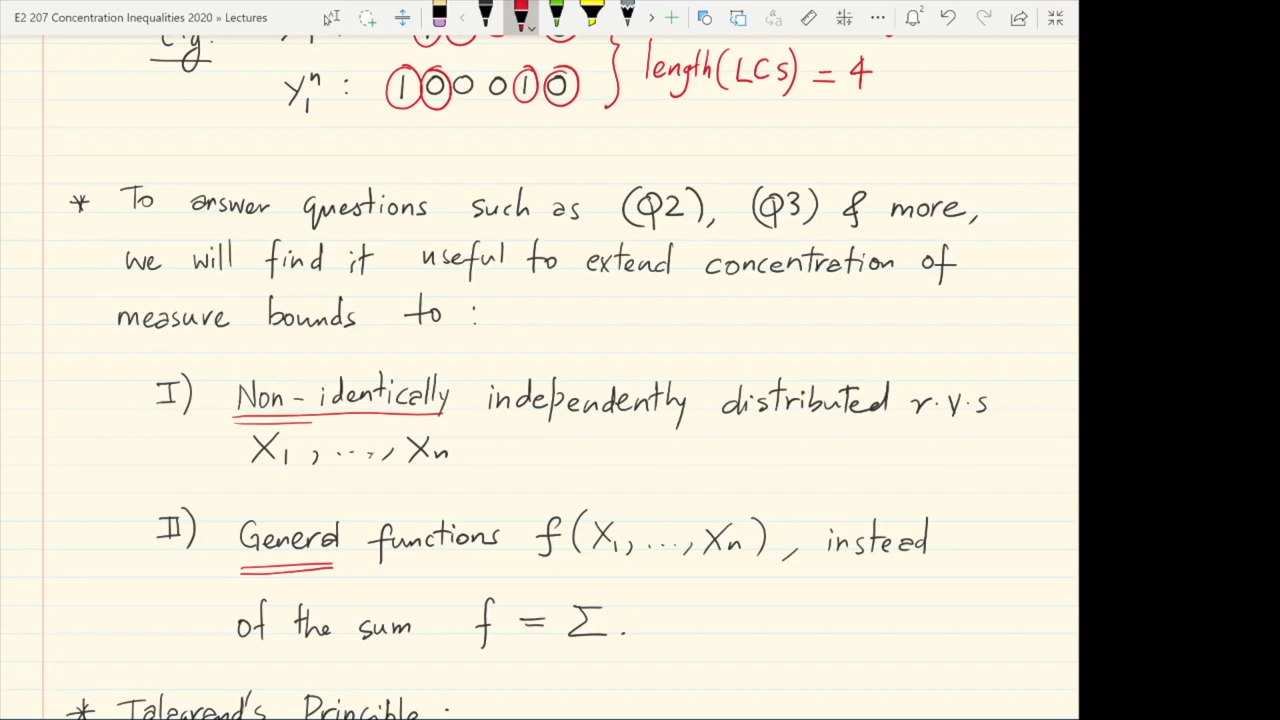 E2 207 Concentration Inequalities 2020 » Lectures
e.g.
Y₁ⁿ : 1 0 0 0 1 0 } length(LCS) = 4
* To answer questions such as (Q2), (Q3) & more,
we will find it useful to extend concentration of
measure bounds to :
I) Non-identically independently distributed r.v.s
X₁, ..., Xn
II) General functions f(X₁, ..., Xn), instead
of the sum f = Σ.
* Talagrand's Principle :